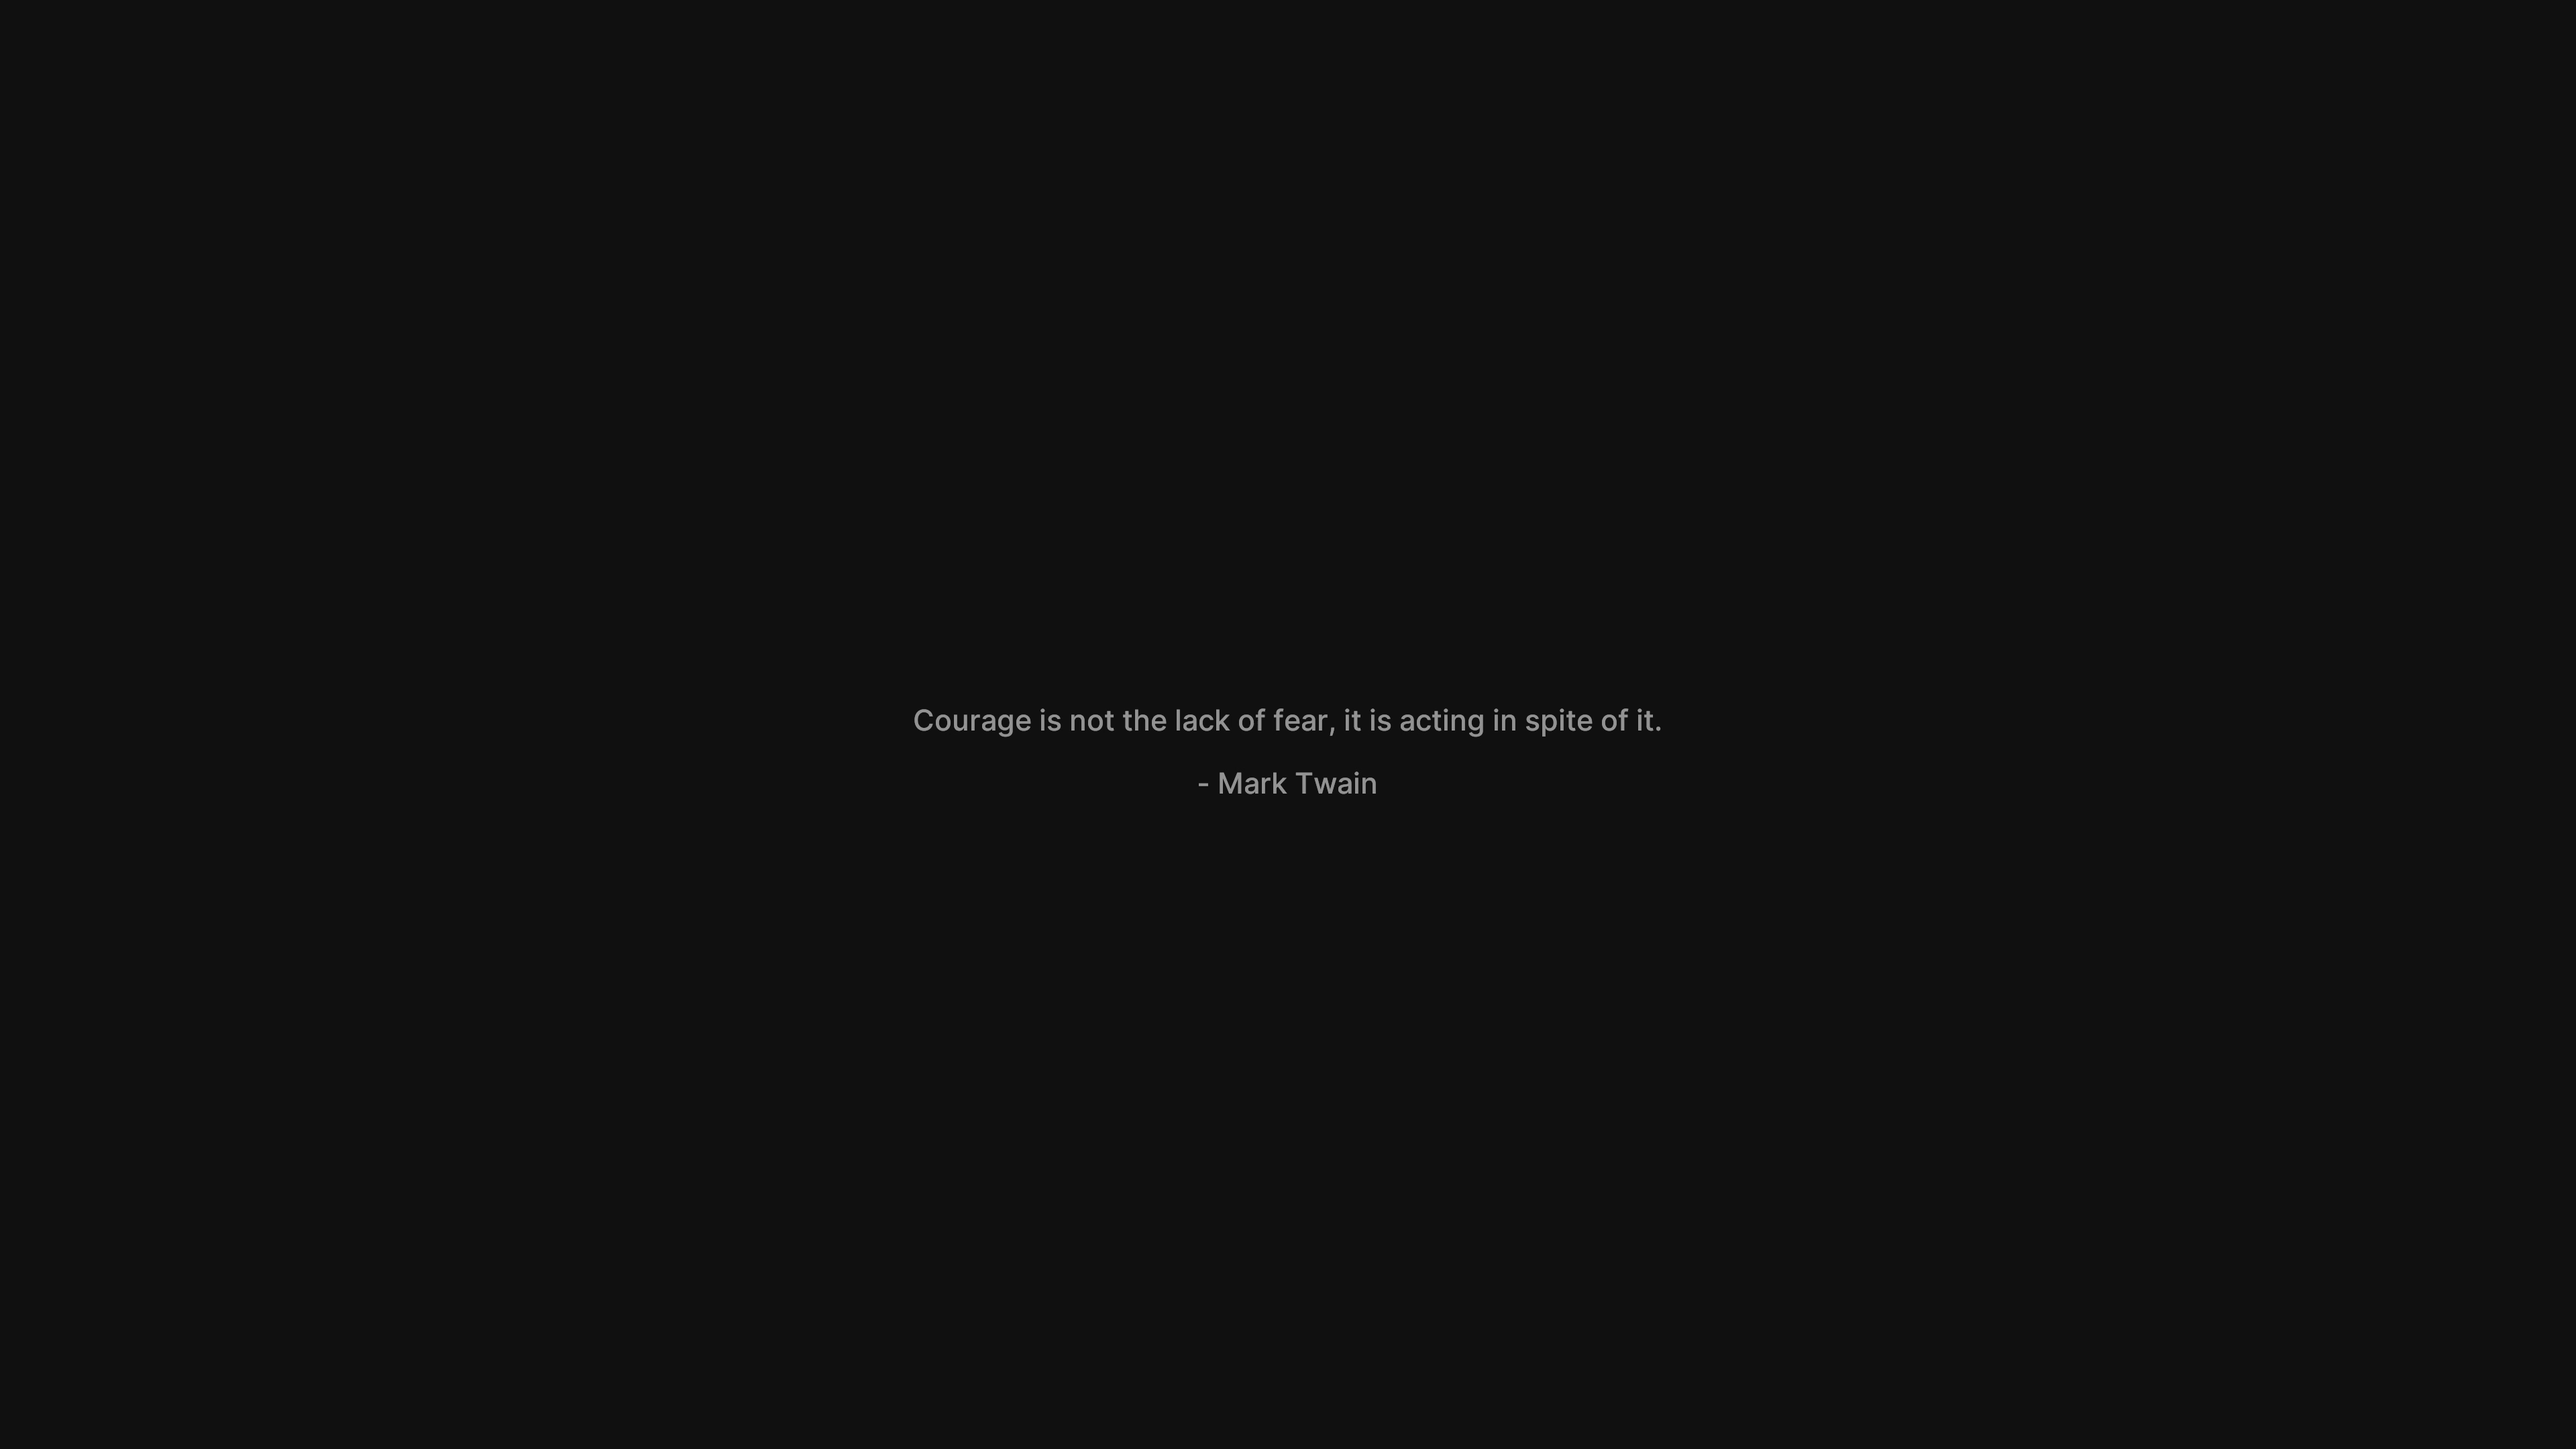 Courage is not the lack of fear, it is acting in spite of it.
- Mark Twain